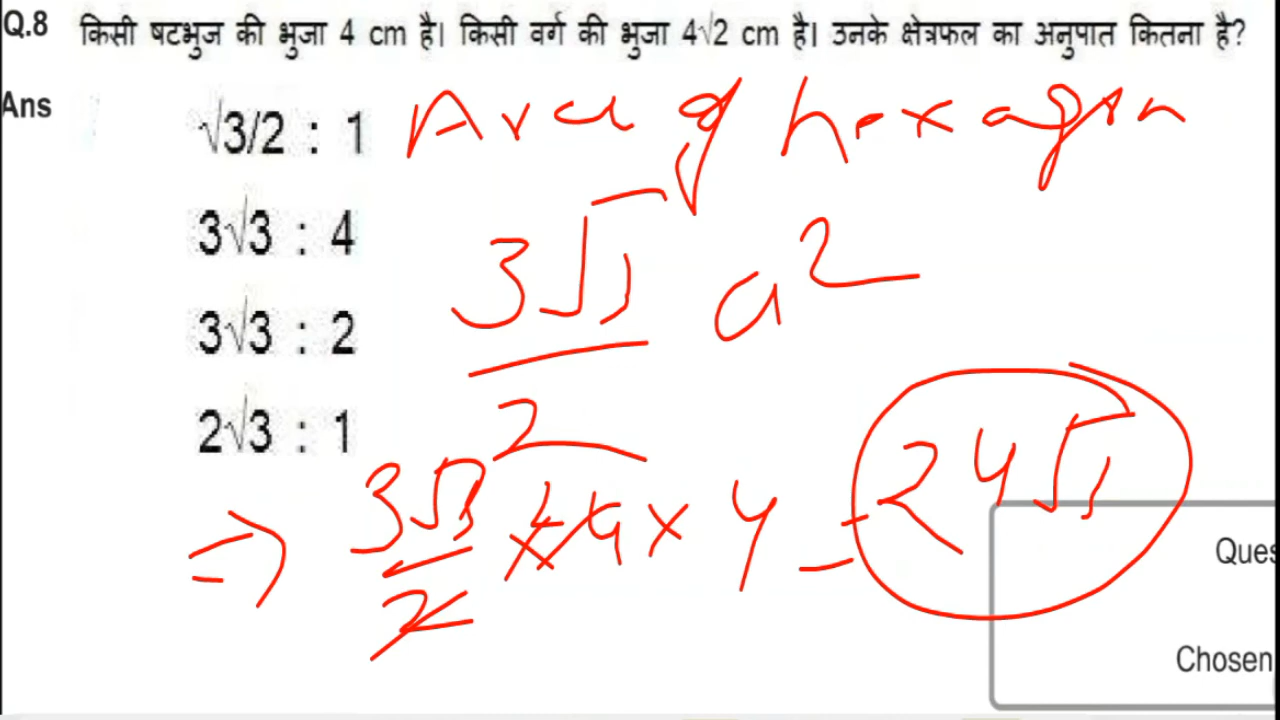 Q.8 किसी षटभुज की भुजा 4 cm है। किसी वर्ग की भुजा 4√2 cm है। उनके क्षेत्रफल का अनुपात कितना है?
Ans
√3/2 : 1
Area of hexagon
3√3 : 4
3√3/2 a²
3√3 : 2
2√3 : 1
=> 3√3/2 × 4 × 4 = 24√3
Ques
Chosen